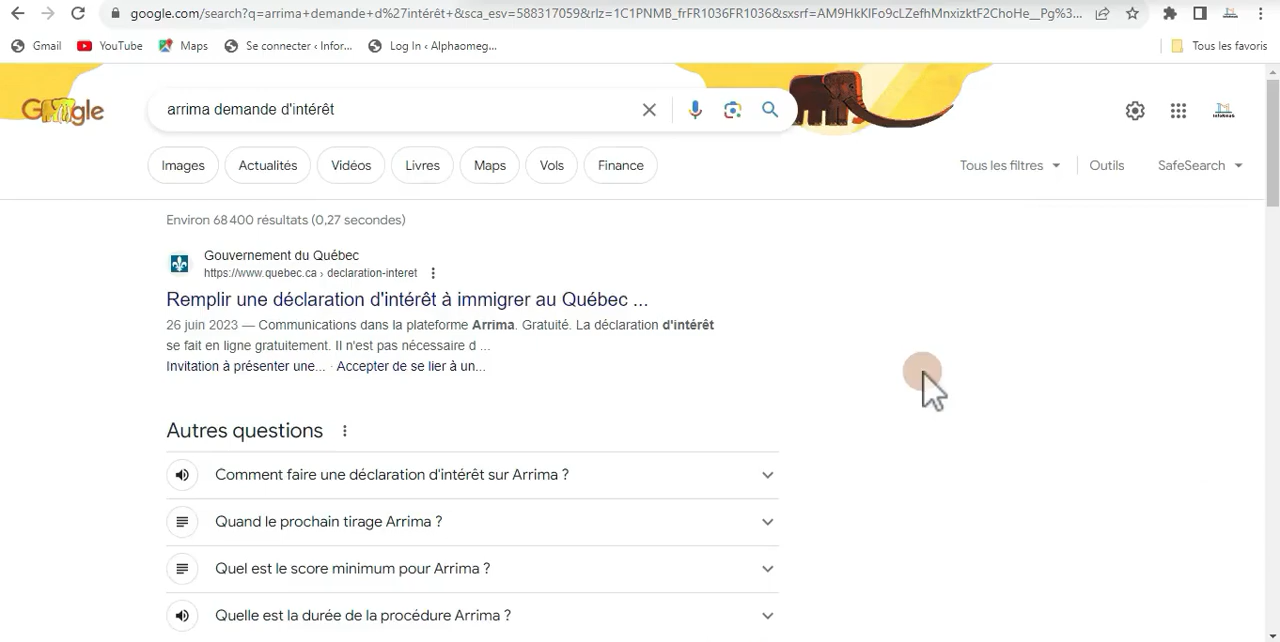 google.com/search?q=arrima+demande+d%27intérêt+&sca_esv=588317059&rlz=1C1PNMB_frFR1036FR1036&sxsrf=AM9HkKlFo9cLZefhMnxizktF2ChoHe__Pg%3...
Gmail YouTube Maps Se connecter ‹ Infor... Log In ‹ Alphaomeg... Tous les favoris
Google arrima demande d'intérêt
Images Actualités Vidéos Livres Maps Vols Finance Tous les filtres Outils SafeSearch
Environ 68 400 résultats (0,27 secondes)
Gouvernement du Québec
https://www.quebec.ca › declaration-interet
Remplir une déclaration d'intérêt à immigrer au Québec ...
26 juin 2023 — Communications dans la plateforme Arrima. Gratuité. La déclaration d'intérêt
se fait en ligne gratuitement. Il n'est pas nécessaire d ...
Invitation à présenter une... · Accepter de se lier à un...
Autres questions
Comment faire une déclaration d'intérêt sur Arrima ?
Quand le prochain tirage Arrima ?
Quel est le score minimum pour Arrima ?
Quelle est la durée de la procédure Arrima ?